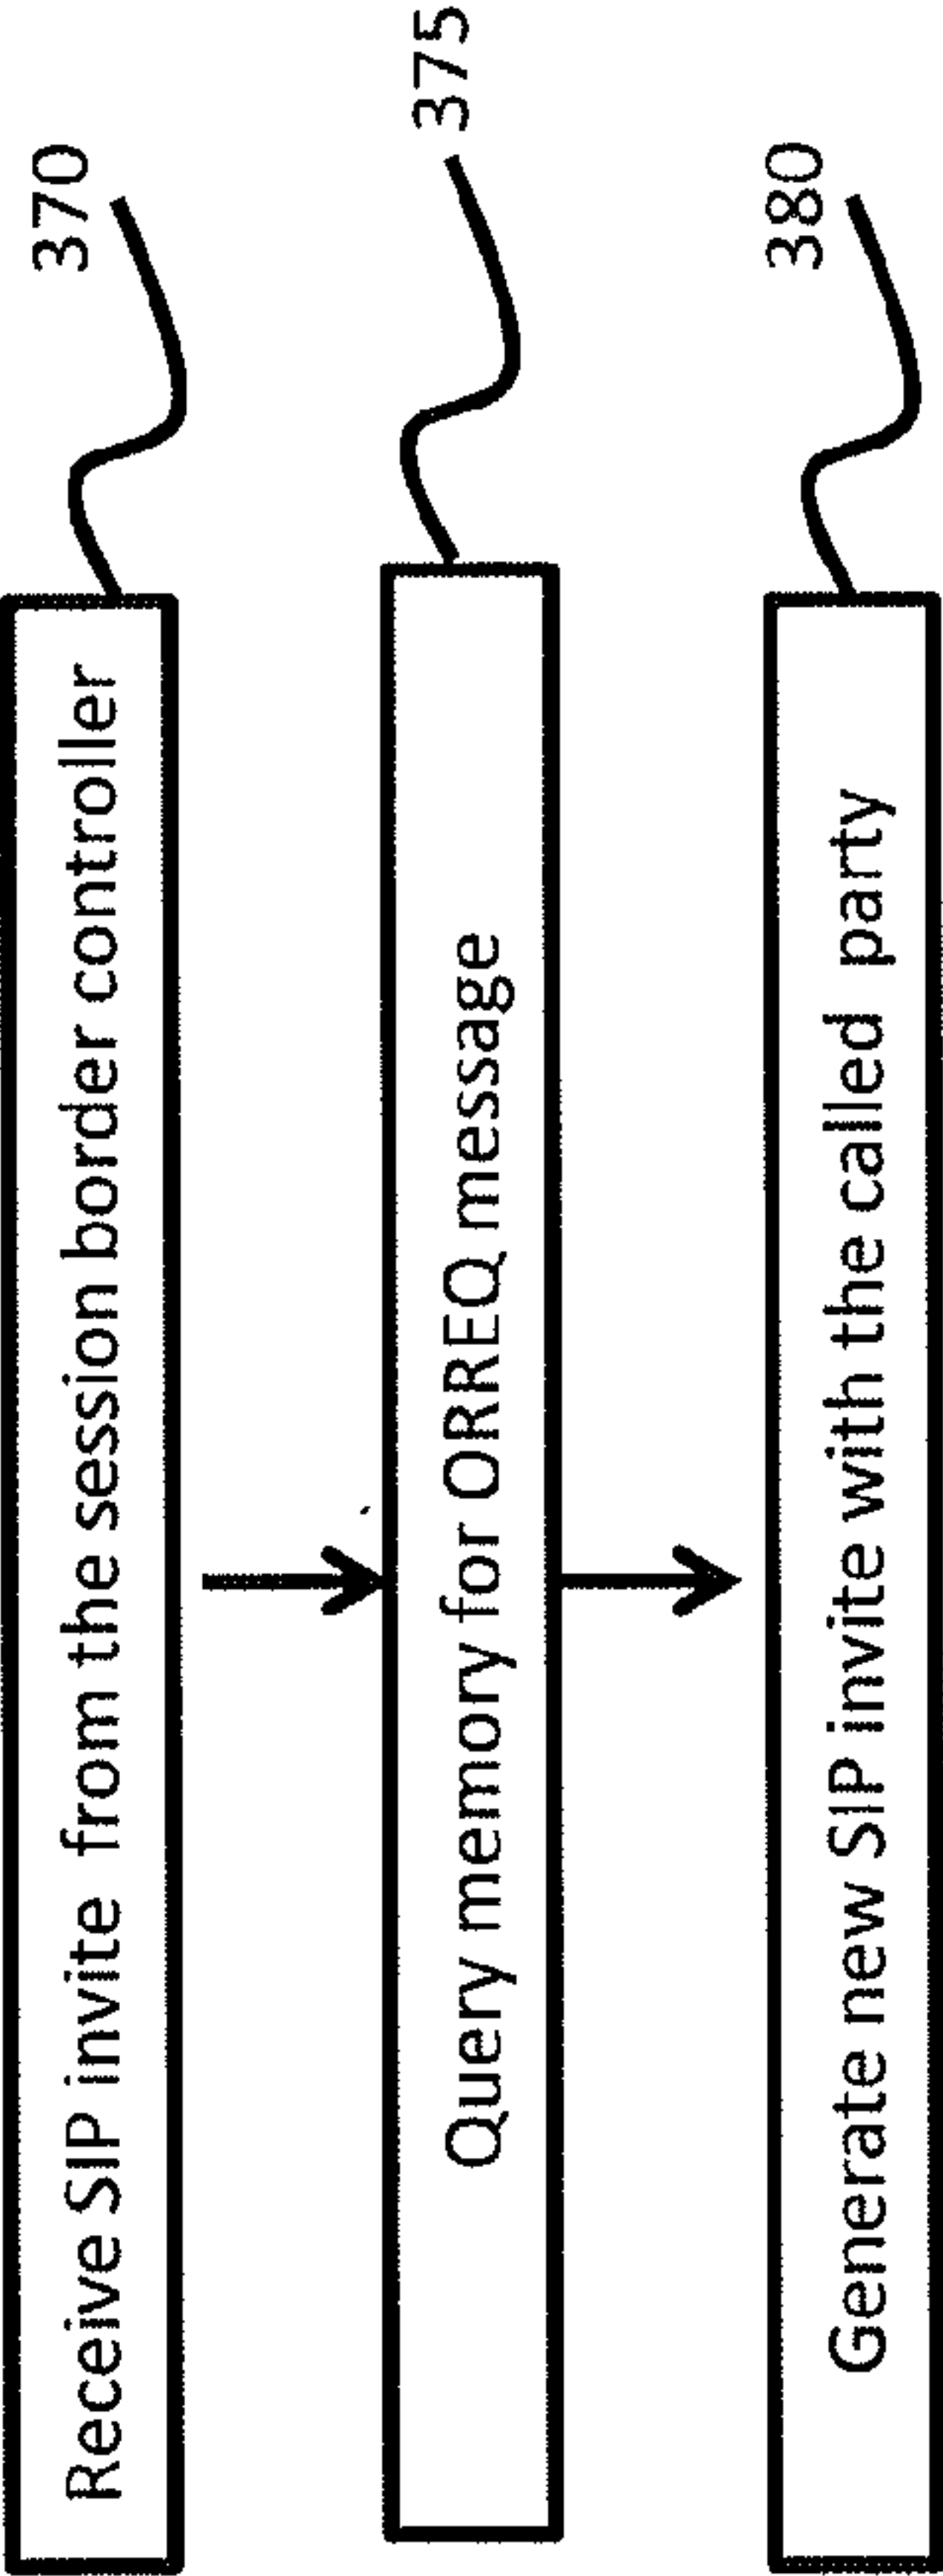 Receive SIP invite from the session border controller
370
Query memory for ORREQ message
375
Generate new SIP invite with the called party
380